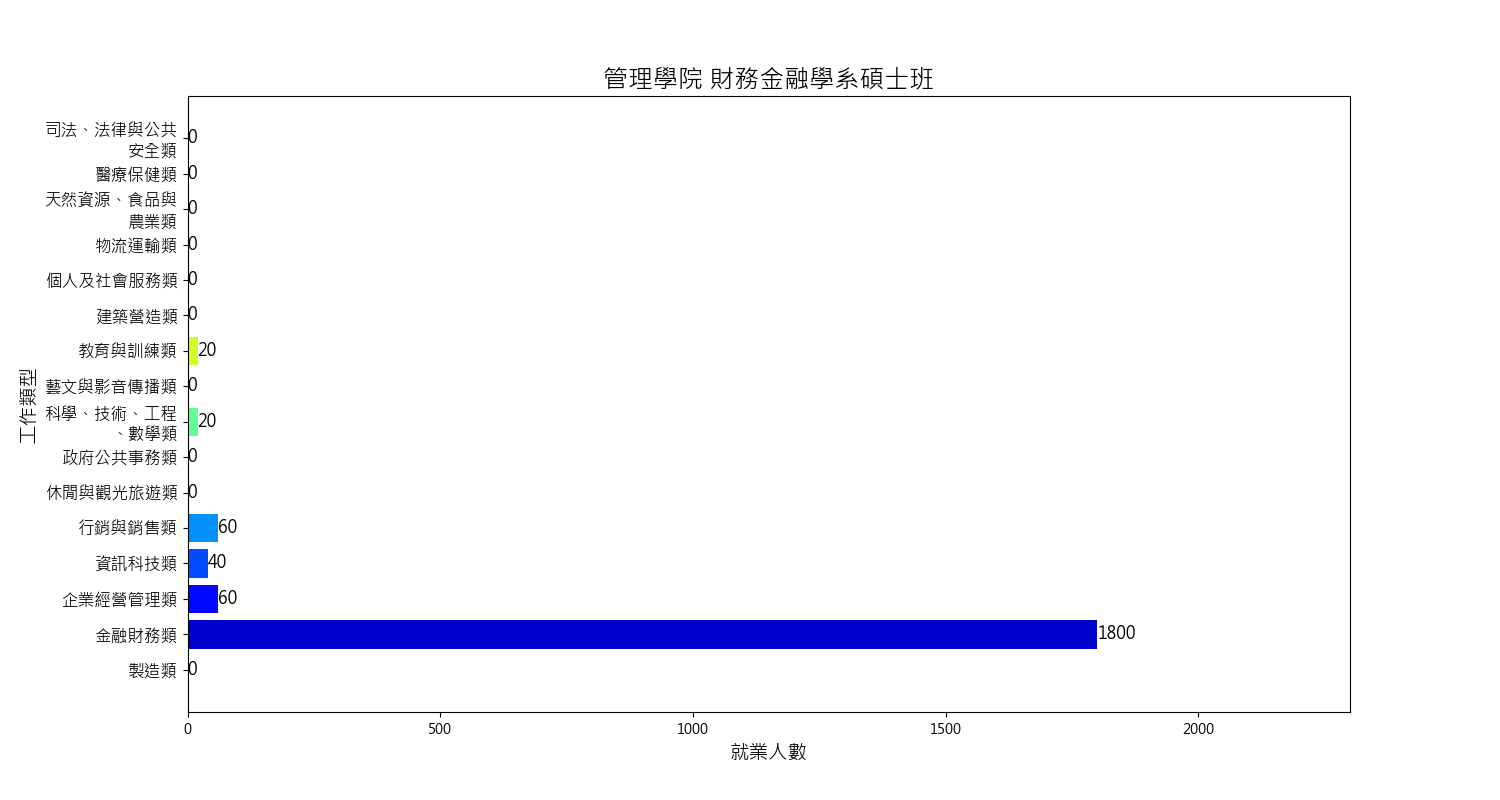 管理學院 財務金融學系碩士班
工作類型
司法、法律與公共
安全類
0
醫療保健類
0
天然資源、食品與
農業類
0
物流運輸類
0
個人及社會服務類
0
建築營造類
0
教育與訓練類
20
藝文與影音傳播類
0
科學、技術、工程
、數學類
20
政府公共事務類
0
休閒與觀光旅遊類
0
行銷與銷售類
60
資訊科技類
40
企業經營管理類
60
金融財務類
1800
製造類
0
0 500 1000 1500 2000
就業人數